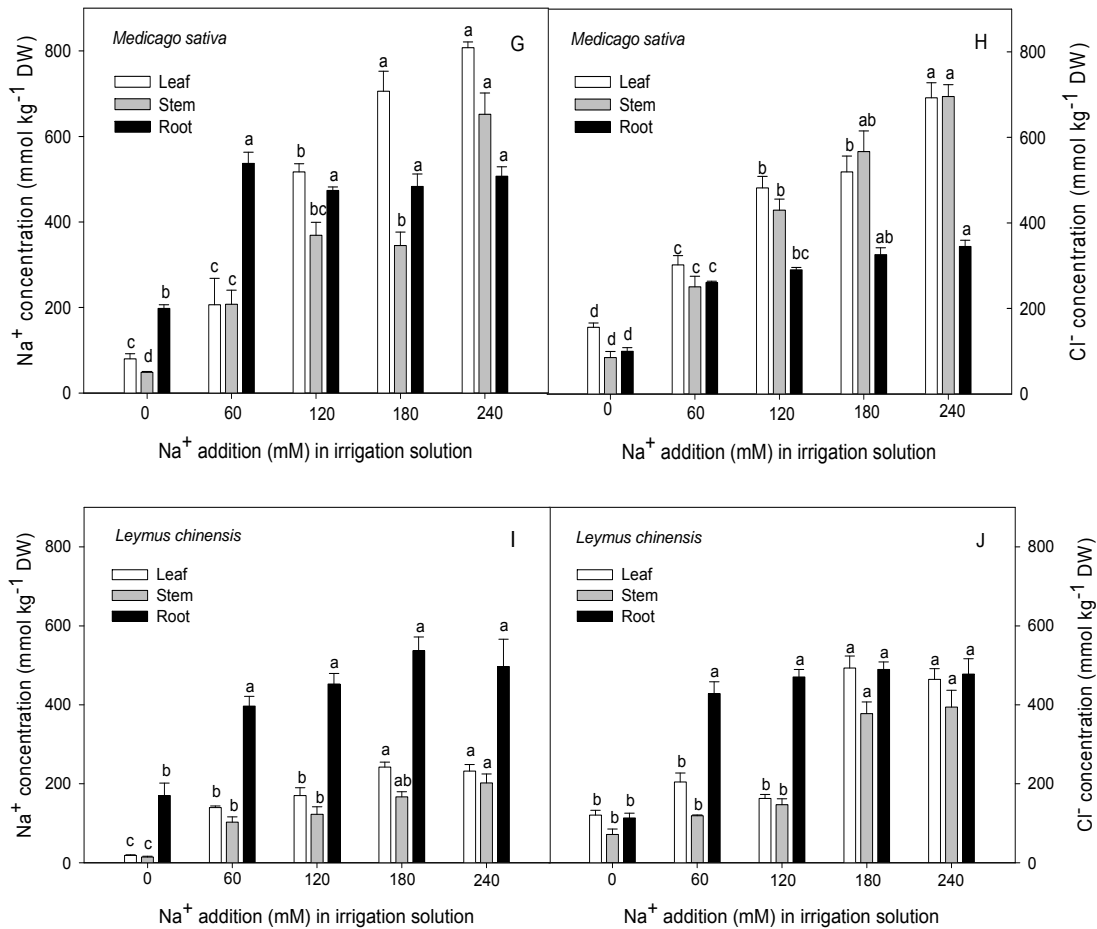 Medicago sativa
G
Leaf
Stem
Root
Na+ concentration (mmol kg-1 DW)
800
600
400
200
0
c d b
c c a
b bc a
a b a
a a a
0 60 120 180 240
Na+ addition (mM) in irrigation solution
Medicago sativa
H
Leaf
Stem
Root
Cl- concentration (mmol kg-1 DW)
800
600
400
200
0
d d d
c c c
b b bc
b ab ab
a a a
0 60 120 180 240
Na+ addition (mM) in irrigation solution
Leymus chinensis
I
Leaf
Stem
Root
Na+ concentration (mmol kg-1 DW)
800
600
400
200
0
c c b
b b a
b b a
a ab a
a a a
0 60 120 180 240
Na+ addition (mM) in irrigation solution
Leymus chinensis
J
Leaf
Stem
Root
Cl- concentration (mmol kg-1 DW)
800
600
400
200
0
b b b
b b a
b b a
a a a
a a a
0 60 120 180 240
Na+ addition (mM) in irrigation solution